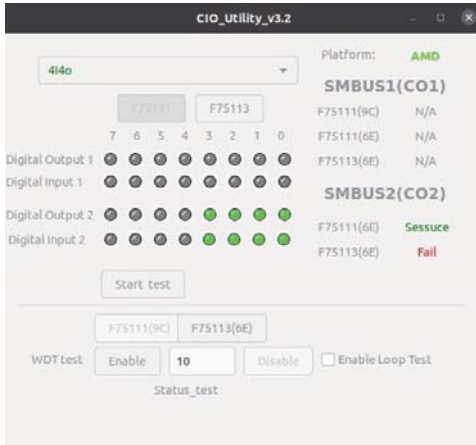 CIO_Utility_v3.2
Platform: AMD
4I4o
SMBUS1(CO1)
F75111 F75113
F75111(9C) N/A
7 6 5 4 3 2 1 0
F75111(6E) N/A
Digital Output 1
F75113(6E) N/A
Digital Input 1
SMBUS2(CO2)
Digital Output 2
F75111(6E) Sessuce
Digital Input 2
F75113(6E) Fail
Start test
F75111(9C) F75113(6E)
WDT test Enable 10 Disable Enable Loop Test
Status_test